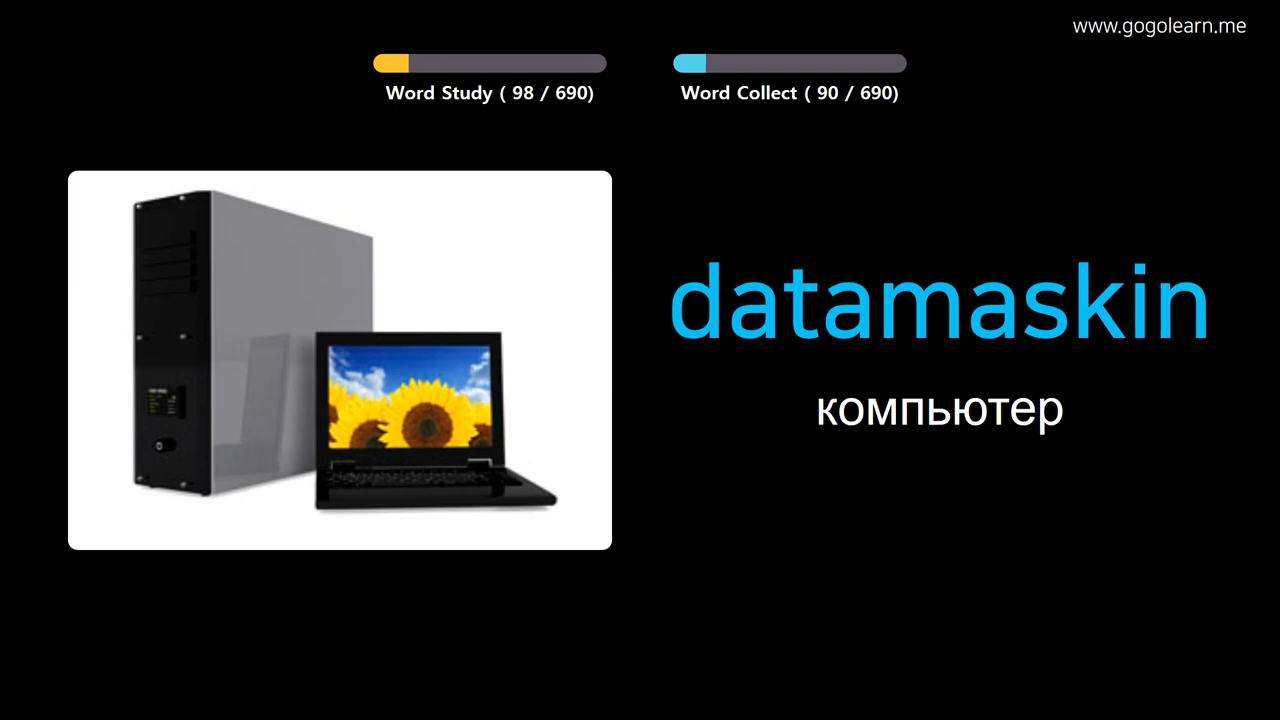 www.gogolearn.me
Word Study ( 98 / 690)
Word Collect ( 90 / 690)
datamaskin
компьютер